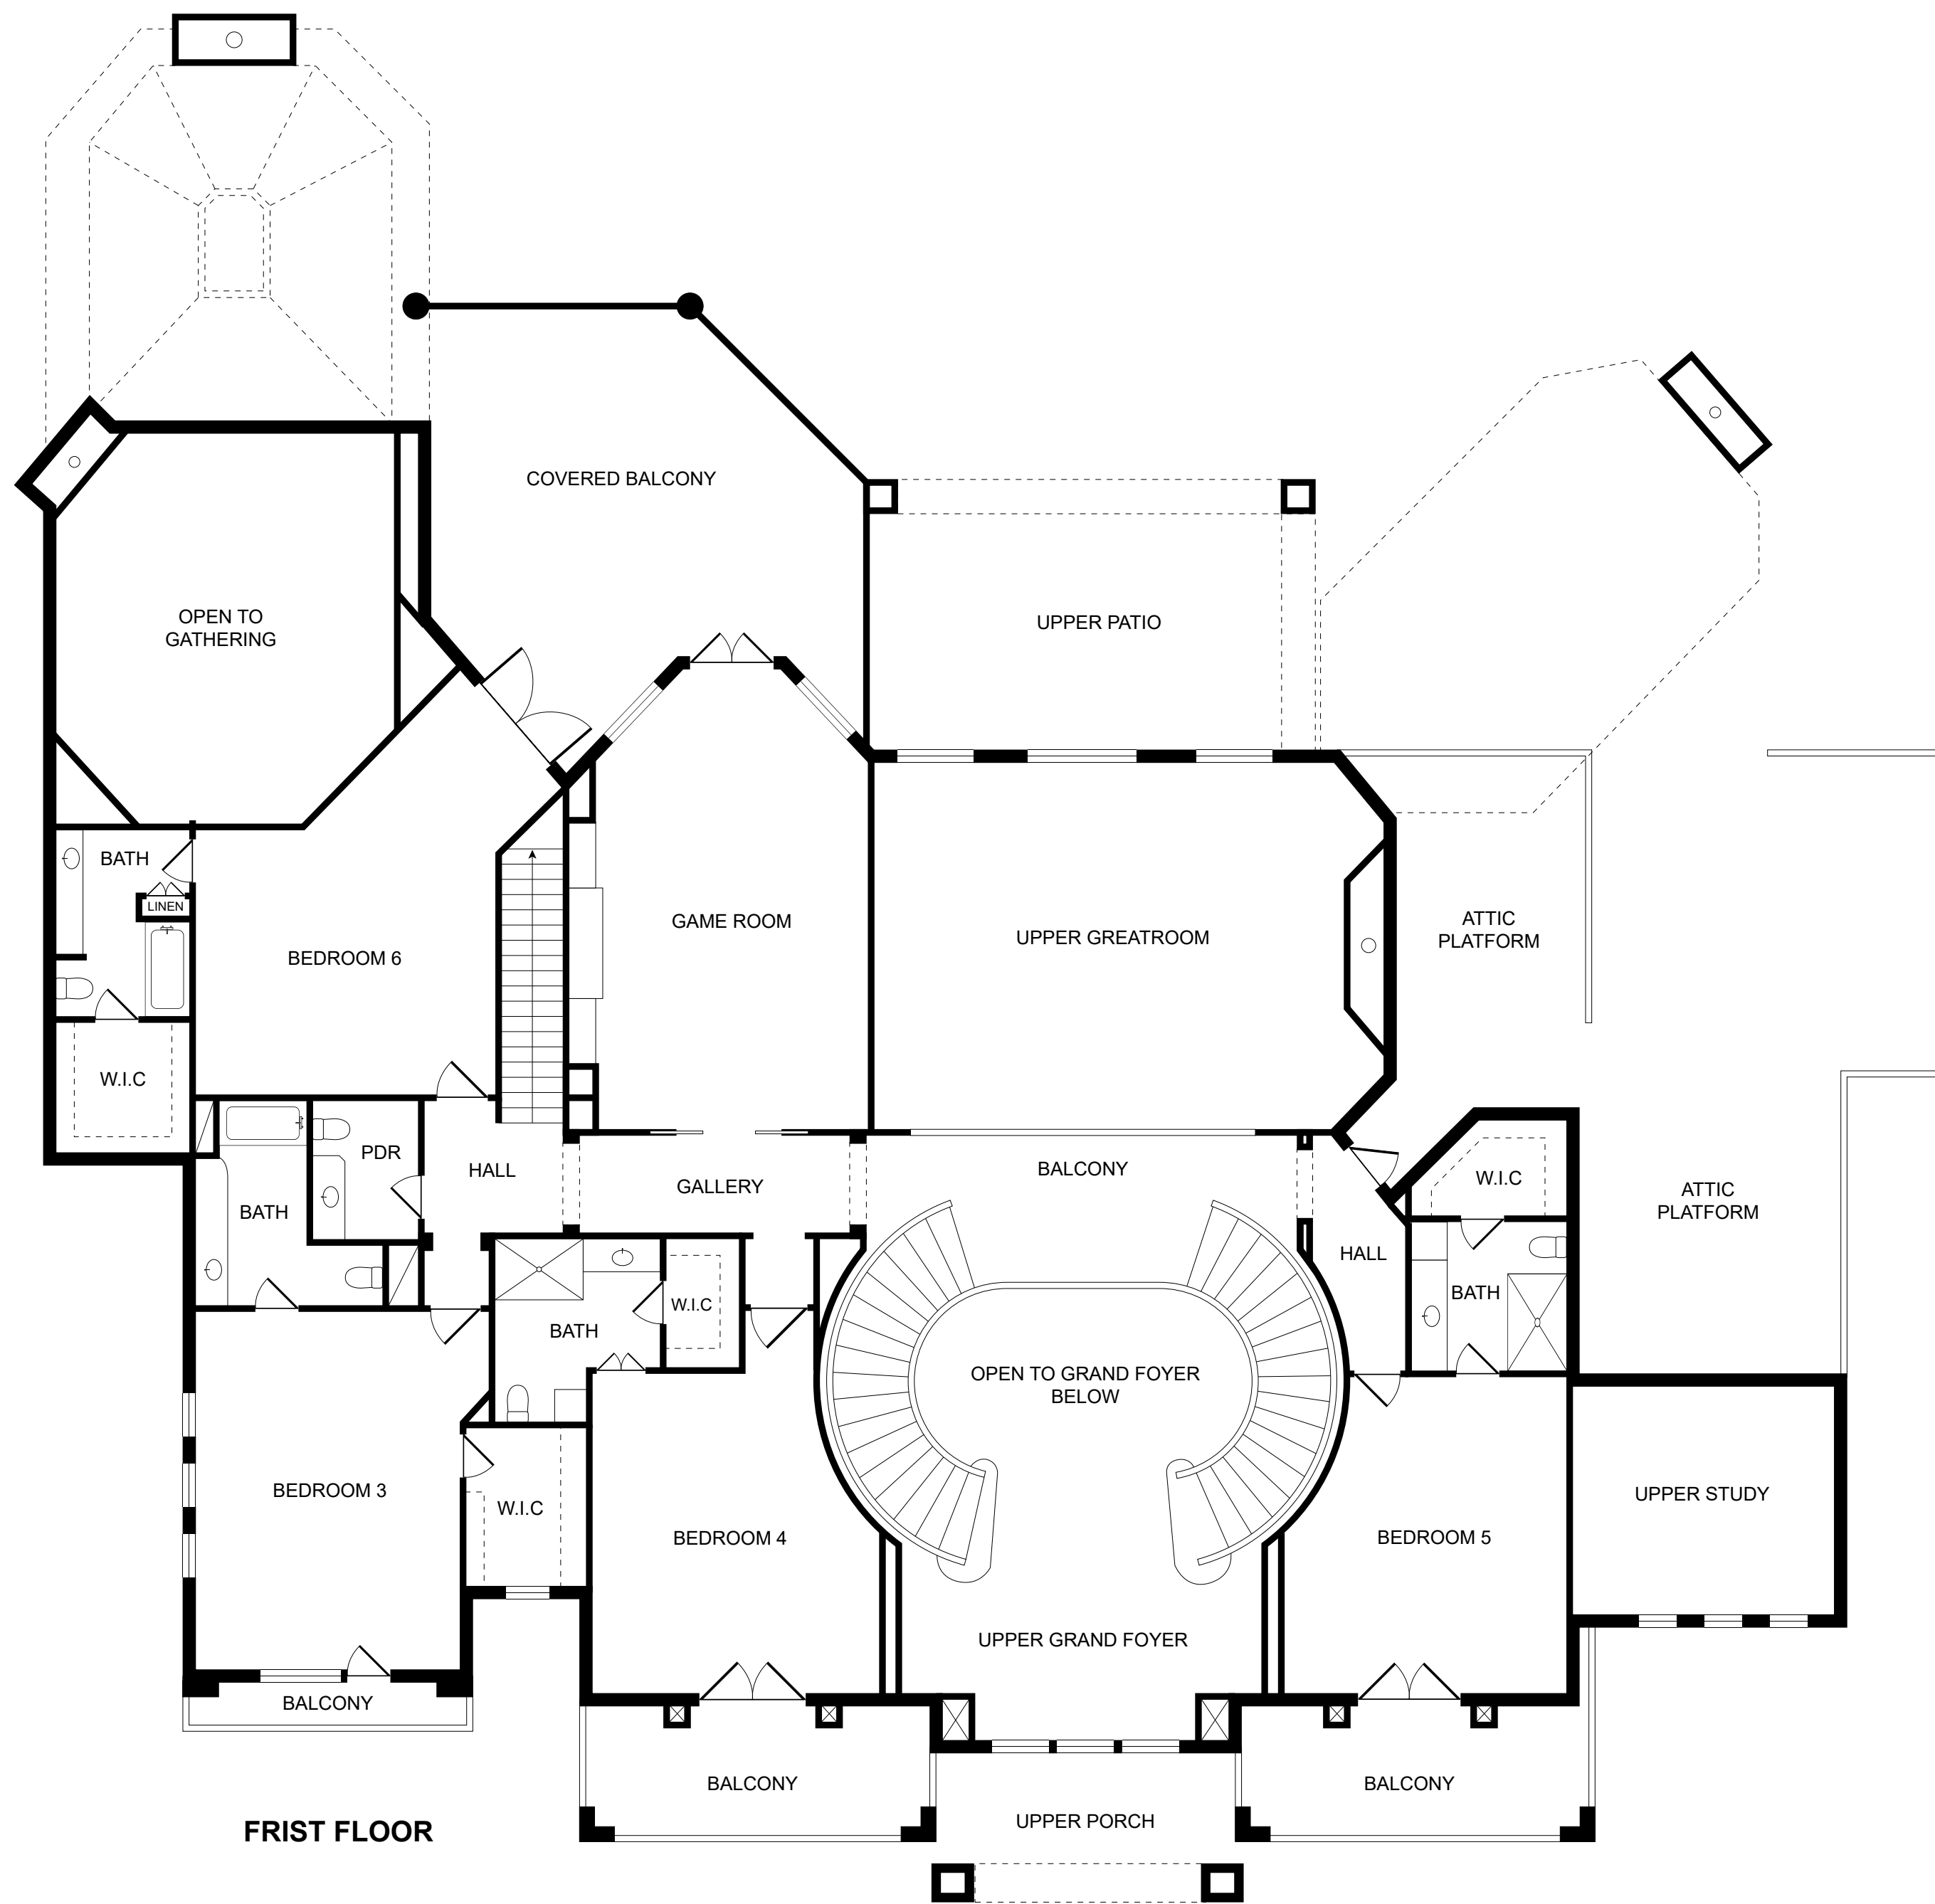 COVERED BALCONY
OPEN TO
GATHERING
UPPER PATIO
BATH
LINEN
GAME ROOM
UPPER GREATROOM
ATTIC
PLATFORM
BEDROOM 6
W.I.C
PDR
HALL
GALLERY
BALCONY
W.I.C
ATTIC
PLATFORM
BATH
HALL
BATH
W.I.C
BATH
OPEN TO GRAND FOYER
BELOW
BEDROOM 3
W.I.C
BEDROOM 4
BEDROOM 5
UPPER STUDY
UPPER GRAND FOYER
BALCONY
BALCONY
BALCONY
UPPER PORCH
FRIST FLOOR